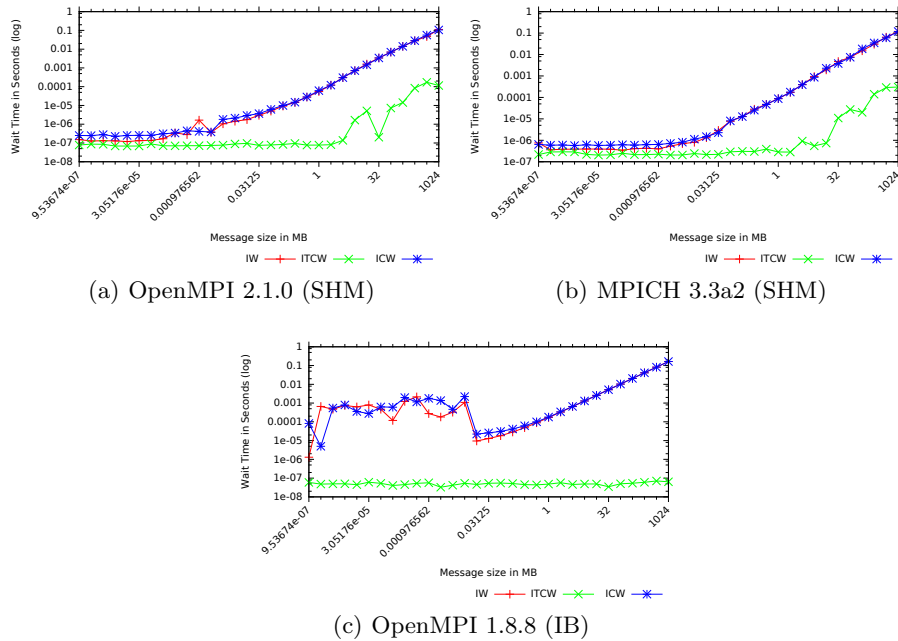 1
0.1
0.01
0.001
0.0001
1e-05
1e-06
1e-07
1e-08
Wait Time in Seconds (log)
9.53674e-07
3.05176e-05
0.000976562
0.03125
1
32
1024
Message size in MB
IW ITCW ICW
(a) OpenMPI 2.1.0 (SHM)
1
0.1
0.01
0.001
0.0001
1e-05
1e-06
1e-07
Wait Time in Seconds (log)
9.53674e-07
3.05176e-05
0.000976562
0.03125
1
32
1024
Message size in MB
IW ITCW ICW
(b) MPICH 3.3a2 (SHM)
1
0.1
0.01
0.001
0.0001
1e-05
1e-06
1e-07
1e-08
Wait Time in Seconds (log)
9.53674e-07
3.05176e-05
0.000976562
0.03125
1
32
1024
Message size in MB
IW ITCW ICW
(c) OpenMPI 1.8.8 (IB)